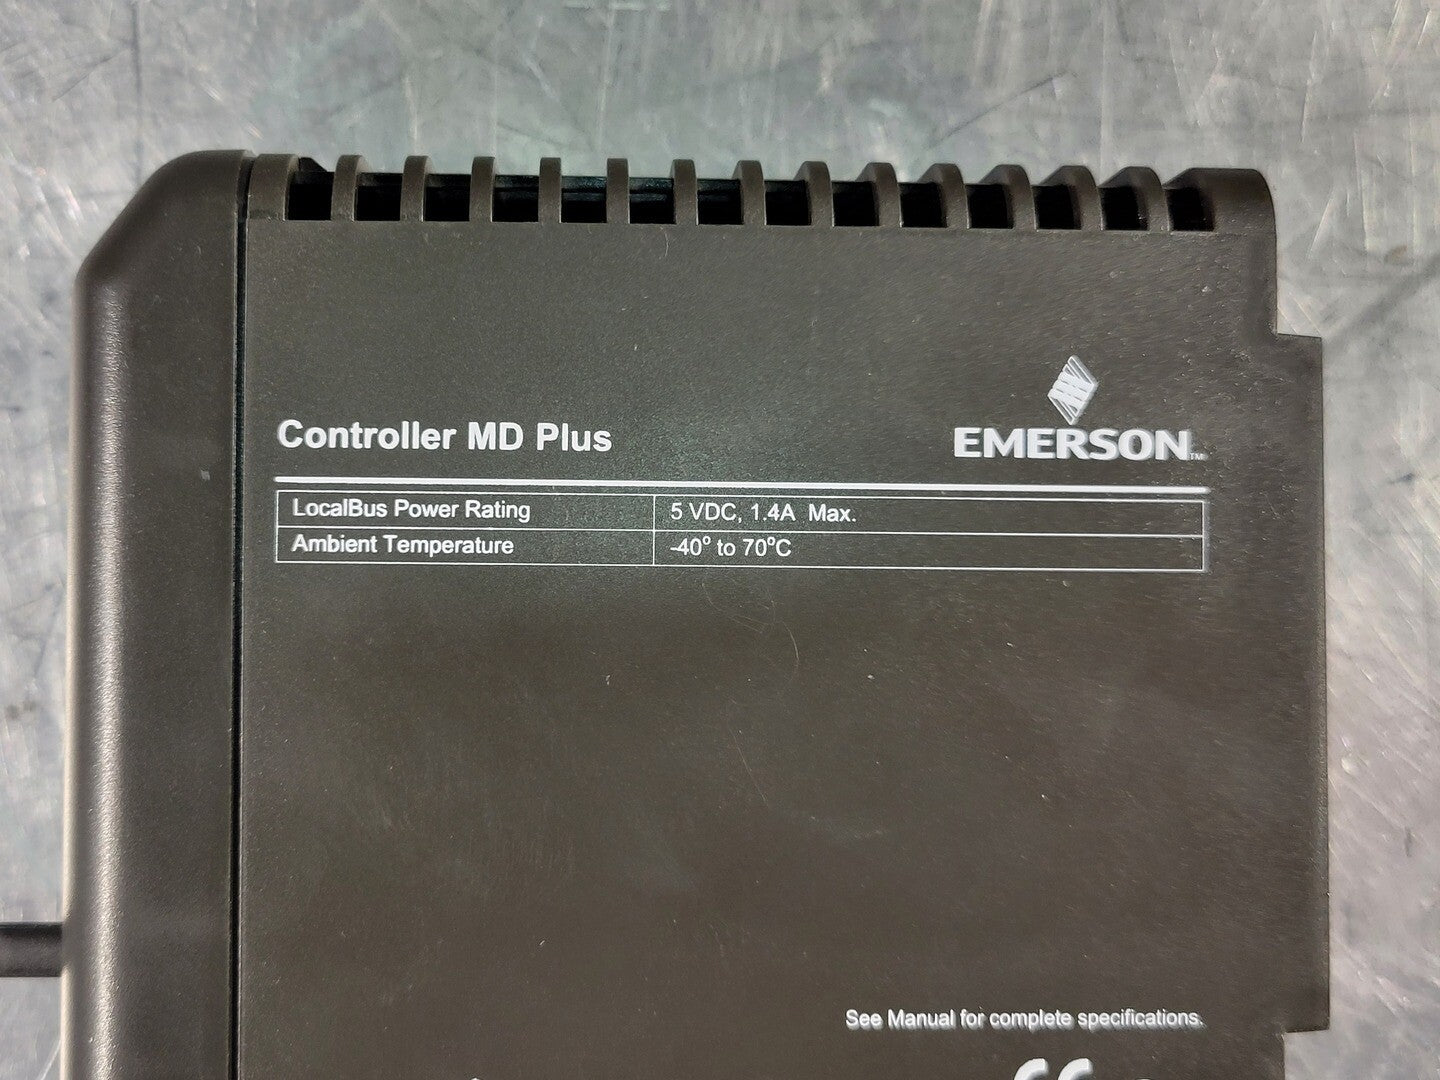 Controller MD Plus
EMERSON™
LocalBus Power Rating 5 VDC, 1.4A Max.
Ambient Temperature -40° to 70°C
See Manual for complete specifications.